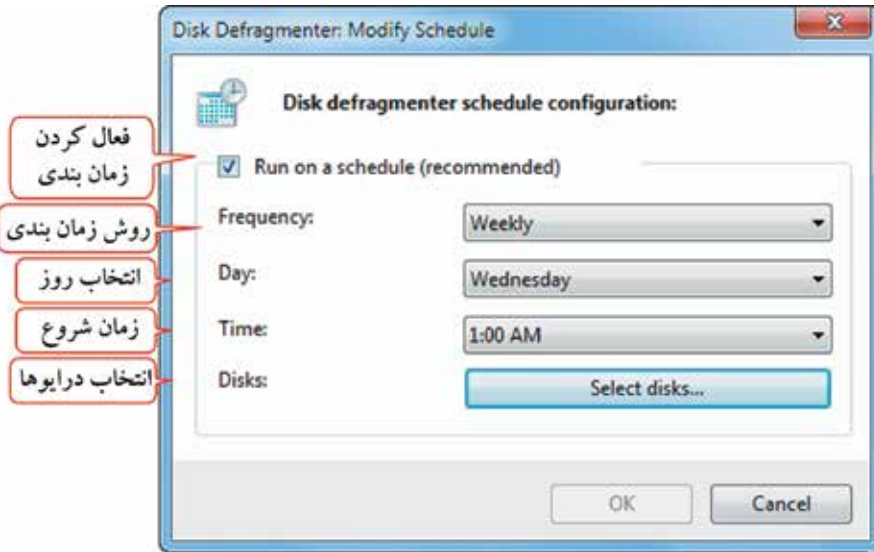 Disk Defragmenter: Modify Schedule
Disk defragmenter schedule configuration:
فعال کردن
زمان بندی
Run on a schedule (recommended)
روش زمان بندی
Frequency:
Weekly
انتخاب روز
Day:
Wednesday
زمان شروع
Time:
1:00 AM
انتخاب درایوها
Disks:
Select disks...
OK
Cancel